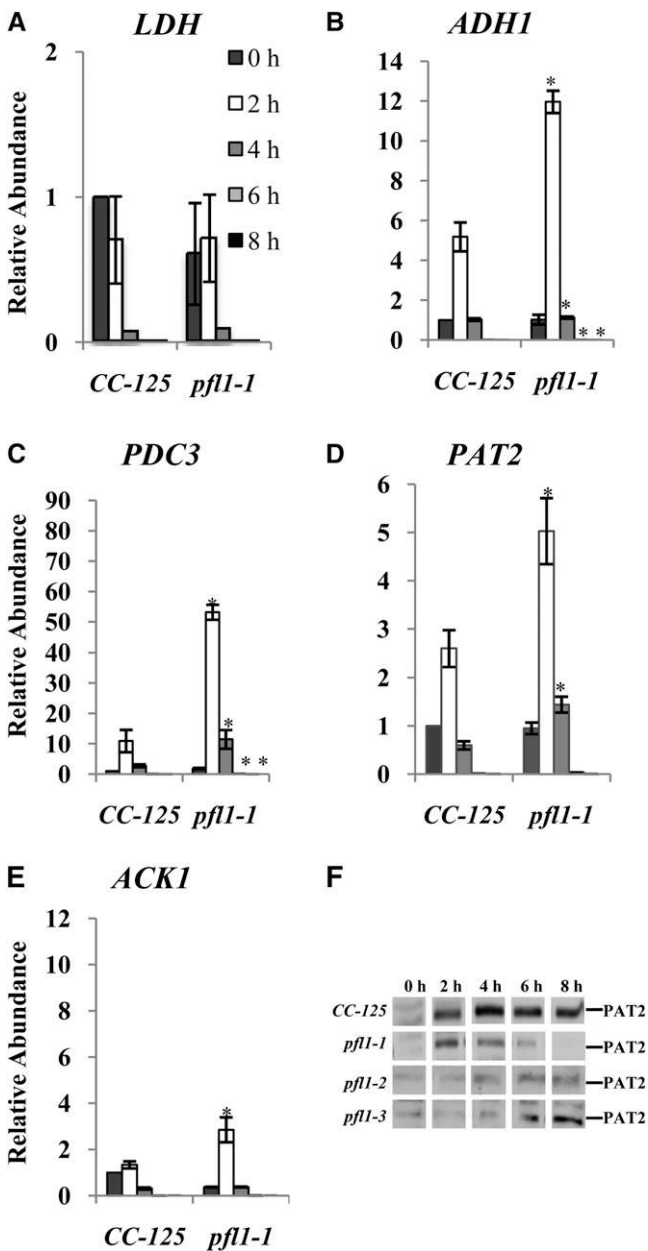 A LDH
Relative Abundance
2
1
0
0 h
2 h
4 h
6 h
8 h
CC-125 pfl1-1
B ADH1
14
12
10
8
6
4
2
0
*
*
* *
CC-125 pfl1-1
C PDC3
Relative Abundance
90
80
70
60
50
40
30
20
10
0
*
*
* *
CC-125 pfl1-1
D PAT2
6
5
4
3
2
1
0
*
*
CC-125 pfl1-1
E ACK1
Relative Abundance
12
10
8
6
4
2
0
*
CC-125 pfl1-1
F
0 h 2 h 4 h 6 h 8 h
CC-125 PAT2
pfl1-1 PAT2
pfl1-2 PAT2
pfl1-3 PAT2